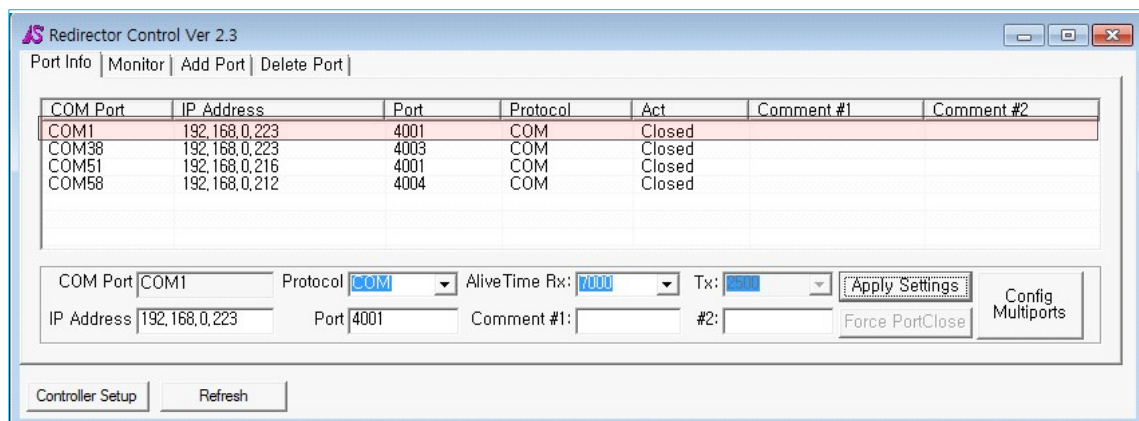 Redirector Control Ver 2.3
Port Info Monitor Add Port Delete Port
COM Port IP Address Port Protocol Act Comment #1 Comment #2
COM1 192,168,0,223 4001 COM Closed
COM38 192,168,0,223 4003 COM Closed
COM51 192,168,0,216 4001 COM Closed
COM58 192,168,0,212 4004 COM Closed
COM Port COM1 Protocol COM AliveTime Rx: 7000 Tx: 2500 Apply Settings
IP Address 192,168,0,223 Port 4001 Comment #1: #2: Force PortClose
Config
Multiports
Controller Setup Refresh